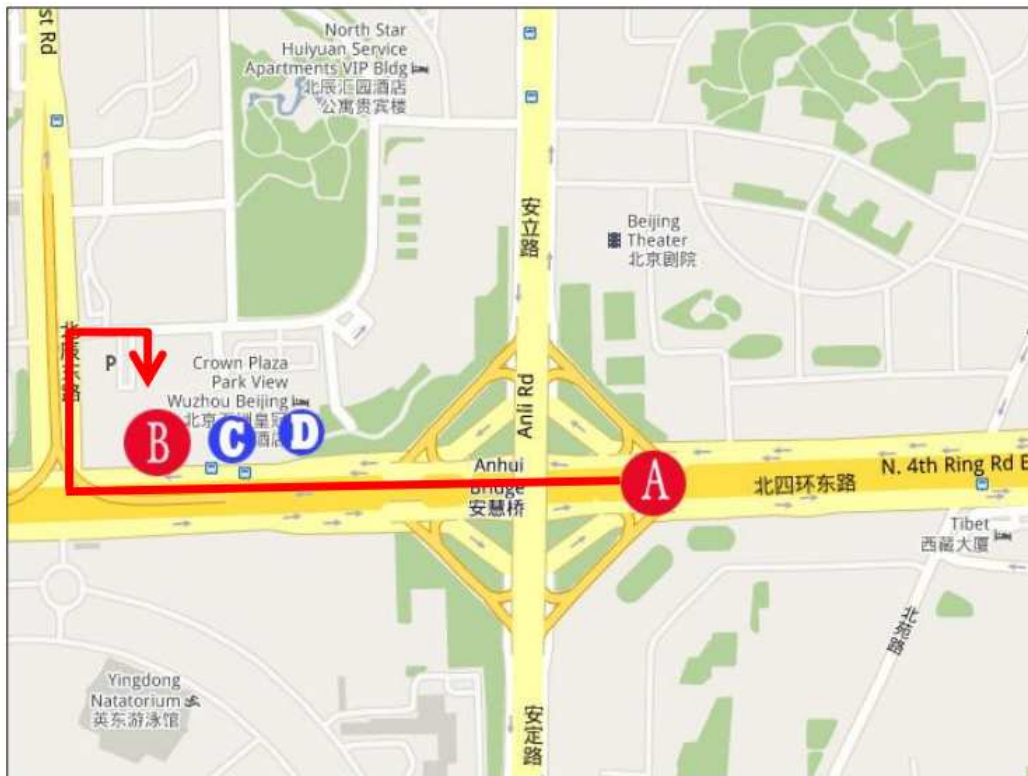 st Rd
North Star
Huiyuan Service
Apartments VIP Bldg
北辰汇园酒店
公寓贵宾楼
安立路
Beijing
Theater
北京剧院
北辰东路
P
Crown Plaza
Park View
Wuzhou Beijing
北京
酒店
B
C
D
Anli Rd
Anhui
Bridge
安慧桥
A
北四环东路
N. 4th Ring Rd E
Tibet
西藏大厦
北苑路
Yingdong
Natatorium
英东游泳馆
安定路